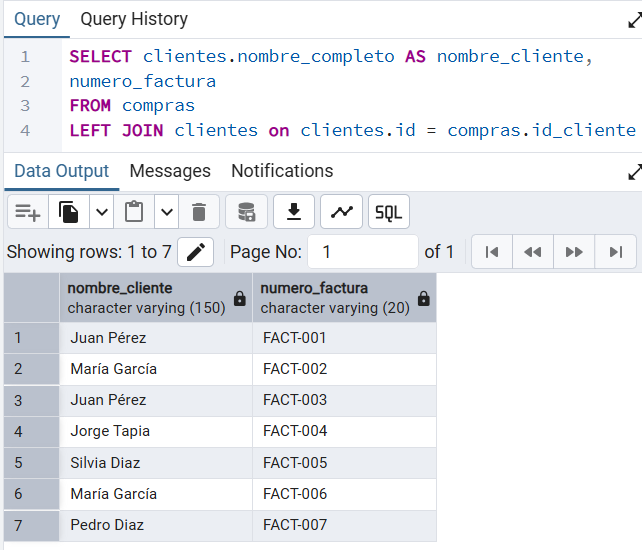 Query Query History
1 SELECT clientes.nombre_completo AS nombre_cliente,
2 numero_factura
3 FROM compras
4 LEFT JOIN clientes on clientes.id = compras.id_cliente
Data Output Messages Notifications
SQL
Showing rows: 1 to 7 Page No: 1 of 1
nombre_cliente numero_factura
character varying (150) character varying (20)
1 Juan Pérez FACT-001
2 María García FACT-002
3 Juan Pérez FACT-003
4 Jorge Tapia FACT-004
5 Silvia Diaz FACT-005
6 María García FACT-006
7 Pedro Diaz FACT-007